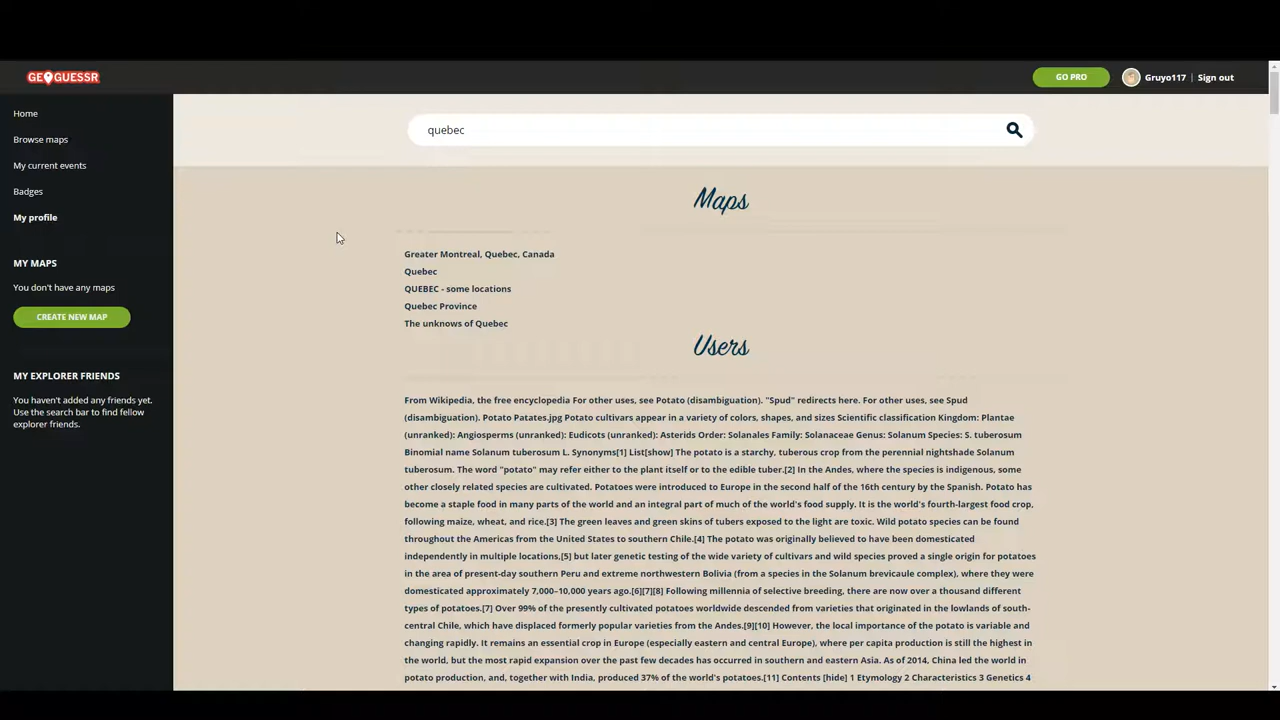 GEOGUESSR
GO PRO
Gruyo117 | Sign out
Home
Browse maps
My current events
Badges
My profile
MY MAPS
You don't have any maps
CREATE NEW MAP
MY EXPLORER FRIENDS
You haven't added any friends yet.
Use the search bar to find fellow
explorer friends.
quebec
Maps
Greater Montreal, Quebec, Canada
Quebec
QUEBEC - some locations
Quebec Province
The unknows of Quebec
Users
From Wikipedia, the free encyclopedia For other uses, see Potato (disambiguation). "Spud" redirects here. For other uses, see Spud
(disambiguation). Potato Patates.jpg Potato cultivars appear in a variety of colors, shapes, and sizes Scientific classification Kingdom: Plantae
(unranked): Angiosperms (unranked): Eudicots (unranked): Asterids Order: Solanales Family: Solanaceae Genus: Solanum Species: S. tuberosum
Binomial name Solanum tuberosum L. Synonyms[1] List[show] The potato is a starchy, tuberous crop from the perennial nightshade Solanum
tuberosum. The word "potato" may refer either to the plant itself or to the edible tuber.[2] In the Andes, where the species is indigenous, some
other closely related species are cultivated. Potatoes were introduced to Europe in the second half of the 16th century by the Spanish. Potato has
become a staple food in many parts of the world and an integral part of much of the world's food supply. It is the world's fourth-largest food crop,
following maize, wheat, and rice.[3] The green leaves and green skins of tubers exposed to the light are toxic. Wild potato species can be found
throughout the Americas from the United States to southern Chile.[4] The potato was originally believed to have been domesticated
independently in multiple locations,[5] but later genetic testing of the wide variety of cultivars and wild species proved a single origin for potatoes
in the area of present-day southern Peru and extreme northwestern Bolivia (from a species in the Solanum brevicaule complex), where they were
domesticated approximately 7,000–10,000 years ago.[6][7][8] Following millennia of selective breeding, there are now over a thousand different
types of potatoes.[7] Over 99% of the presently cultivated potatoes worldwide descended from varieties that originated in the lowlands of south-
central Chile, which have displaced formerly popular varieties from the Andes.[9][10] However, the local importance of the potato is variable and
changing rapidly. It remains an essential crop in Europe (especially eastern and central Europe), where per capita production is still the highest in
the world, but the most rapid expansion over the past few decades has occurred in southern and eastern Asia. As of 2014, China led the world in
potato production, and, together with India, produced 37% of the world's potatoes.[11] Contents [hide] 1 Etymology 2 Characteristics 3 Genetics 4